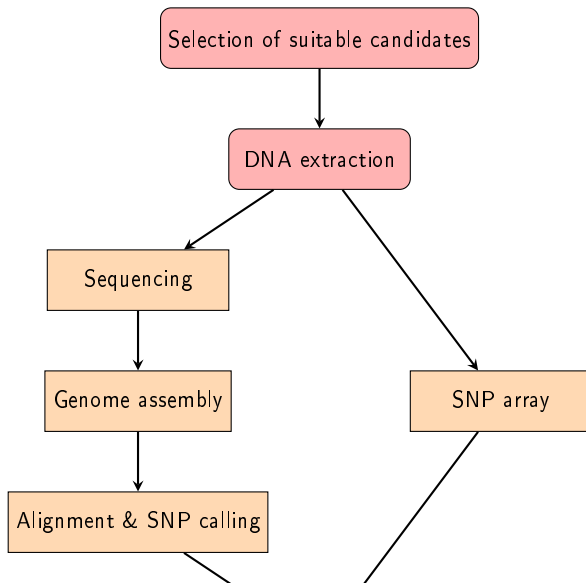 Selection of suitable candidates
DNA extraction
Sequencing
Genome assembly
SNP array
Alignment & SNP calling